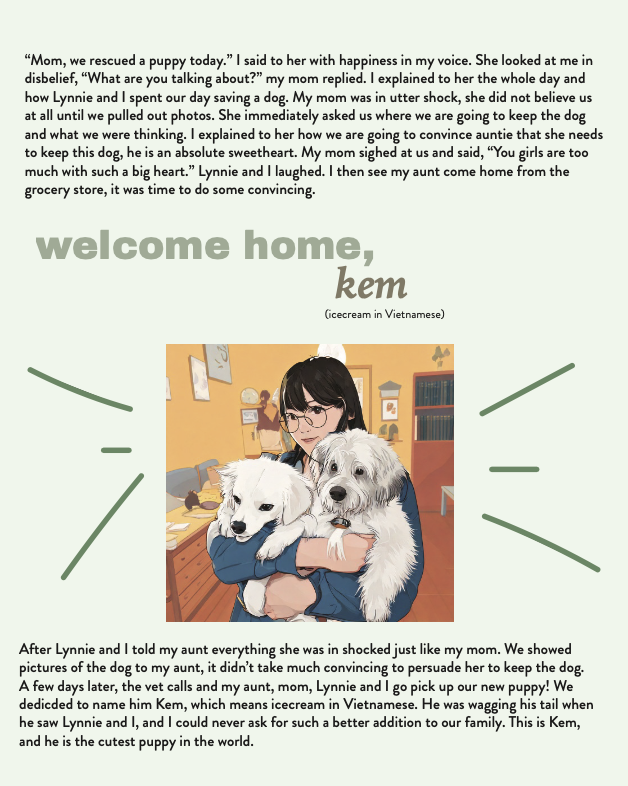 “Mom, we rescued a puppy today.” I said to her with happiness in my voice. She looked at me in
disbelief, “What are you talking about?” my mom replied. I explained to her the whole day and
how Lynnie and I spent our day saving a dog. My mom was in utter shock, she did not believe us
at all until we pulled out photos. She immediately asked us where we are going to keep the dog
and what we were thinking. I explained to her how we are going to convince auntie that she needs
to keep this dog, he is an absolute sweetheart. My mom sighed at us and said, “You girls are too
much with such a big heart.” Lynnie and I laughed. I then see my aunt come home from the
grocery store, it was time to do some convincing.
welcome home,
kem
(icecream in Vietnamese)
After Lynnie and I told my aunt everything she was in shocked just like my mom. We showed
pictures of the dog to my aunt, it didn’t take much convincing to persuade her to keep the dog.
A few days later, the vet calls and my aunt, mom, Lynnie and I go pick up our new puppy! We
dedicded to name him Kem, which means icecream in Vietnamese. He was wagging his tail when
he saw Lynnie and I, and I could never ask for such a better addition to our family. This is Kem,
and he is the cutest puppy in the world.